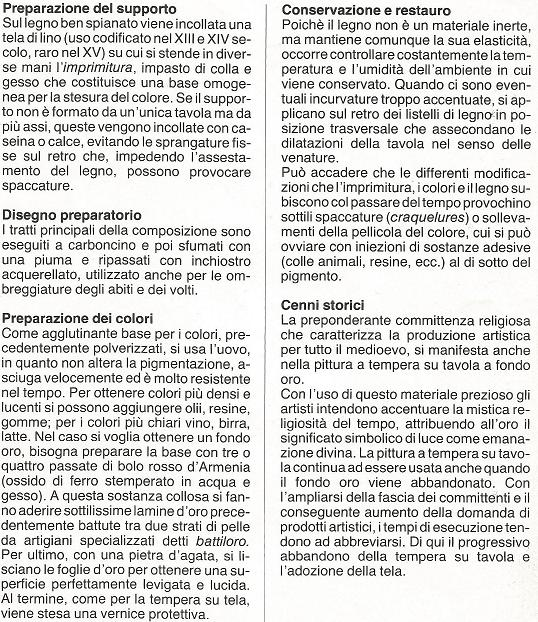 Preparazione del supporto
Sul legno ben spianato viene incollata una
tela di lino (uso codificato nel XIII e XIV se-
colo, raro nel XV) su cui si stende in diver-
se mani l'imprimitura, impasto di colla e
gesso che costituisce una base omoge-
nea per la stesura del colore. Se il suppor-
to non è formato da un'unica tavola ma da
più assi, queste vengono incollate con ca-
seina o calce, evitando le sprangature fis-
se sul retro che, impedendo l'assesta-
mento del legno, possono provocare
spaccature.
Disegno preparatorio
I tratti principali della composizione sono
eseguiti a carboncino e poi sfumati con
una piuma e ripassati con inchiostro
acquerellato, utilizzato anche per le om-
breggiature degli abiti e dei volti.
Preparazione dei colori
Come agglutinante base per i colori, pre-
cedentemente polverizzati, si usa l'uovo,
in quanto non altera la pigmentazione, a-
sciuga velocemente ed è molto resistente
nel tempo. Per ottenere colori più densi e
lucenti si possono aggiungere olii, resine,
gomme; per i colori più chiari vino, birra,
latte. Nel caso si voglia ottenere un fondo
oro, bisogna preparare la base con tre o
quattro passate di bolo rosso d'Armenia
(ossido di ferro stemperato in acqua e
gesso). A questa sostanza collosa si fan-
no aderire sottilissime lamine d'oro prece-
dentemente battute tra due strati di pelle
da artigiani specializzati detti battiloro.
Per ultimo, con una pietra d'agata, si li-
sciano le foglie d'oro per ottenere una su-
perficie perfettamente levigata e lucida.
Al termine, come per la tempera su tela,
viene stesa una vernice protettiva.
Conservazione e restauro
Poichè il legno non è un materiale inerte,
ma mantiene comunque la sua elasticità,
occorre controllare costantemente la tem-
peratura e l'umidità dell'ambiente in cui
viene conservato. Quando ci sono even-
tuali incurvature troppo accentuate, si ap-
plicano sul retro dei listelli di legno in po-
sizione trasversale che assecondano le
dilatazioni della tavola nel senso delle
venature.
Può accadere che le differenti modifica-
zioni che l'imprimitura, i colori e il legno su-
biscono col passare del tempo provochino
sottili spaccature (craquelures) o solleva-
menti della pellicola del colore, cui si può
ovviare con iniezioni di sostanze adesive
(colle animali, resine, ecc.) al di sotto del
pigmento.
Cenni storici
La preponderante committenza religiosa
che caratterizza la produzione artistica
per tutto il medioevo, si manifesta anche
nella pittura a tempera su tavola a fondo
oro.
Con l'uso di questo materiale prezioso gli
artisti intendono accentuare la mistica re-
ligiosità del tempo, attribuendo all'oro il
significato simbolico di luce come emana-
zione divina. La pittura a tempera su tavo-
la continua ad essere usata anche quando
il fondo oro viene abbandonato. Con
l'ampliarsi della fascia dei committenti e il
conseguente aumento della domanda di
prodotti artistici, i tempi di esecuzione ten-
dono ad abbreviarsi. Di qui il progressivo
abbandono della tempera su tavola e
l'adozione della tela.